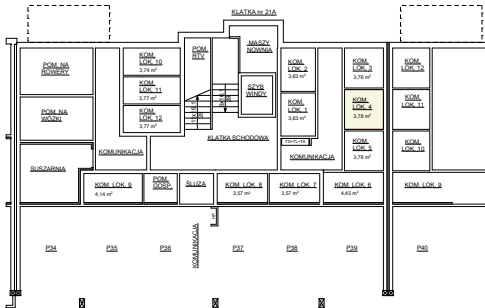 KLATKA nr 21A
POM. NA
ROWERY
KOM.
LOK. 10
3,74 m²
POM.
RTV
MASZY
NOWNIA
KOM.
LOK. 2
3,63 m²
KOM.
LOK. 3
3,76 m²
KOM.
LOK. 12
KOM.
LOK. 11
3,77 m²
SZYB
WINDY
POM. NA
WÓZKI
KOM.
LOK. 12
3,77 m²
KOM.
LOK. 1
3,63 m²
KOM.
LOK. 4
3,78 m²
KOM.
LOK. 11
KLATKA SCHODOWA
TG+TL+TA
KOMUNIKACJA
KOMUNIKACJA
KOM.
LOK. 5
3,78 m²
KOM.
LOK. 10
SUSZARNIA
KOM. LOK. 9
4,14 m²
POM.
GOSP.
ŚLUZA
KOM. LOK. 8
3,57 m²
KOM. LOK. 7
3,57 m²
KOM. LOK. 6
4,43 m²
KOM. LOK. 9
HP
KOMUNIKACJA
P34
P35
P36
P37
P38
P39
P40